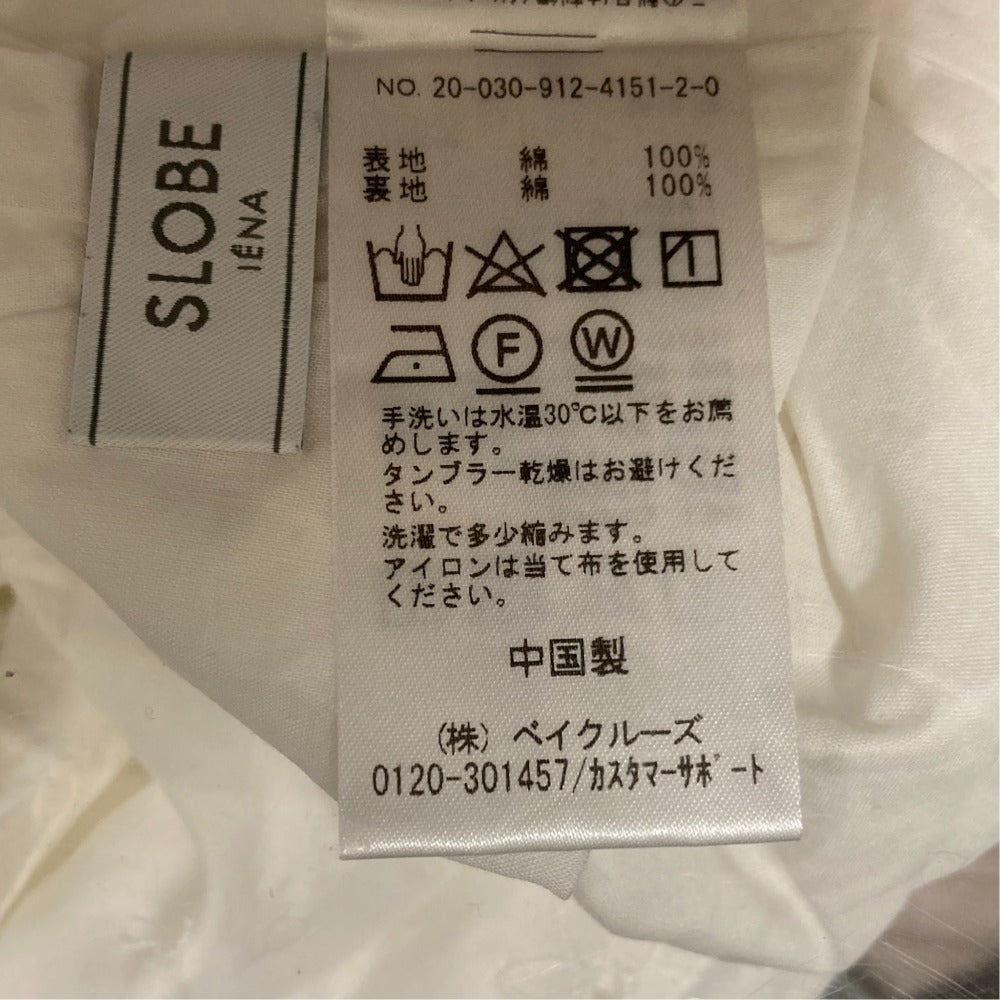 SLOBE
IÉNA
NO. 20-030-912-4151-2-0
表地 綿 100%
裏地 綿 100%
F W
手洗いは水温30℃以下をお薦
めします。
タンブラー乾燥はお避けくだ
さい。
洗濯で多少縮みます。
アイロンは当て布を使用して
ください。
中国製
(株) ベイクルーズ
0120-301457/カスタマーサポート